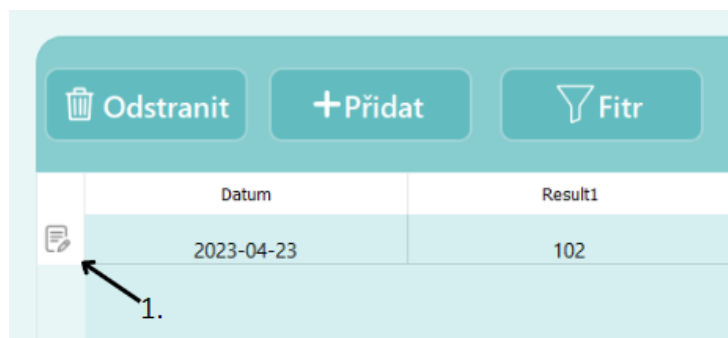 Odstranit
+Přidat
Fitr
Datum
Result1
2023-04-23
102
1.